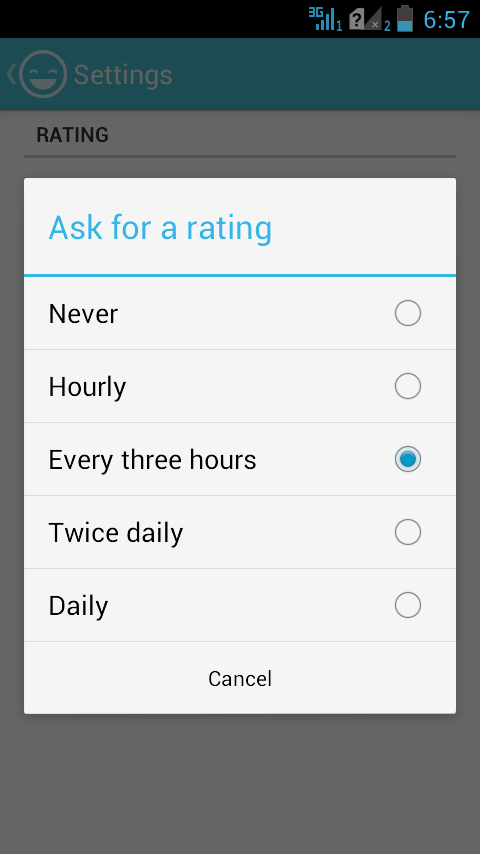 3G 1 ? 2 6:57
Settings
RATING
Ask for a rating
Never
Hourly
Every three hours
Twice daily
Daily
Cancel